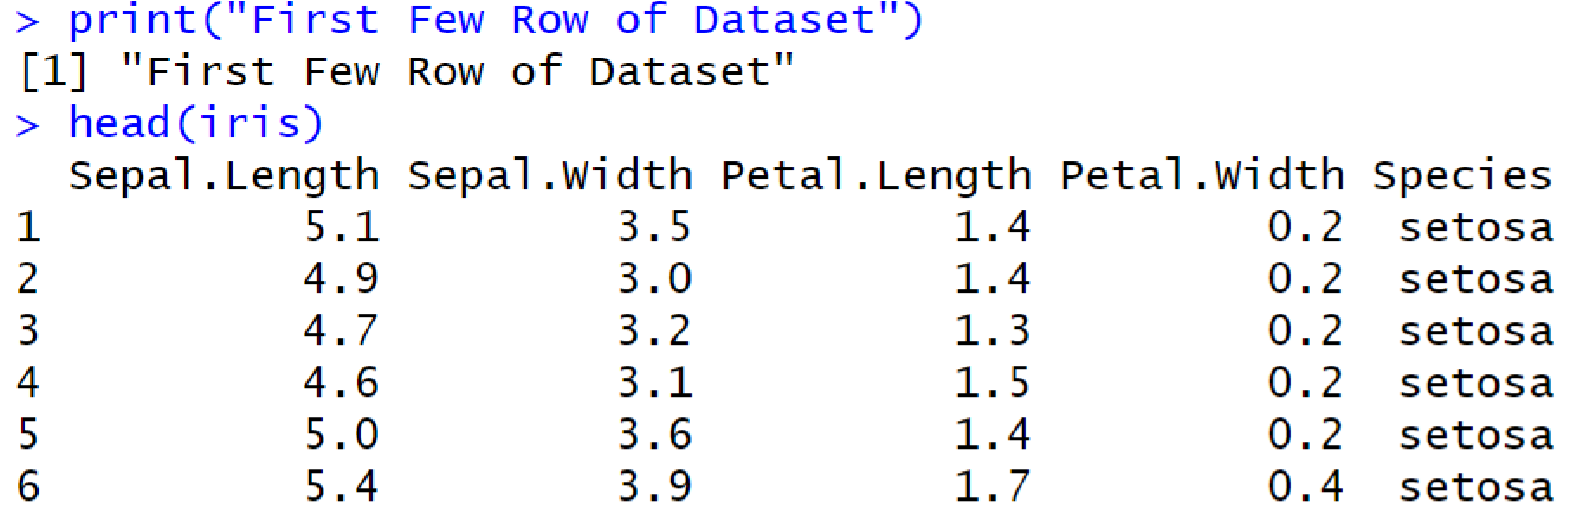 > print("First Few Row of Dataset")
[1] "First Few Row of Dataset"
> head(iris)
  Sepal.Length Sepal.Width Petal.Length Petal.Width Species
1          5.1         3.5          1.4         0.2  setosa
2          4.9         3.0          1.4         0.2  setosa
3          4.7         3.2          1.3         0.2  setosa
4          4.6         3.1          1.5         0.2  setosa
5          5.0         3.6          1.4         0.2  setosa
6          5.4         3.9          1.7         0.4  setosa